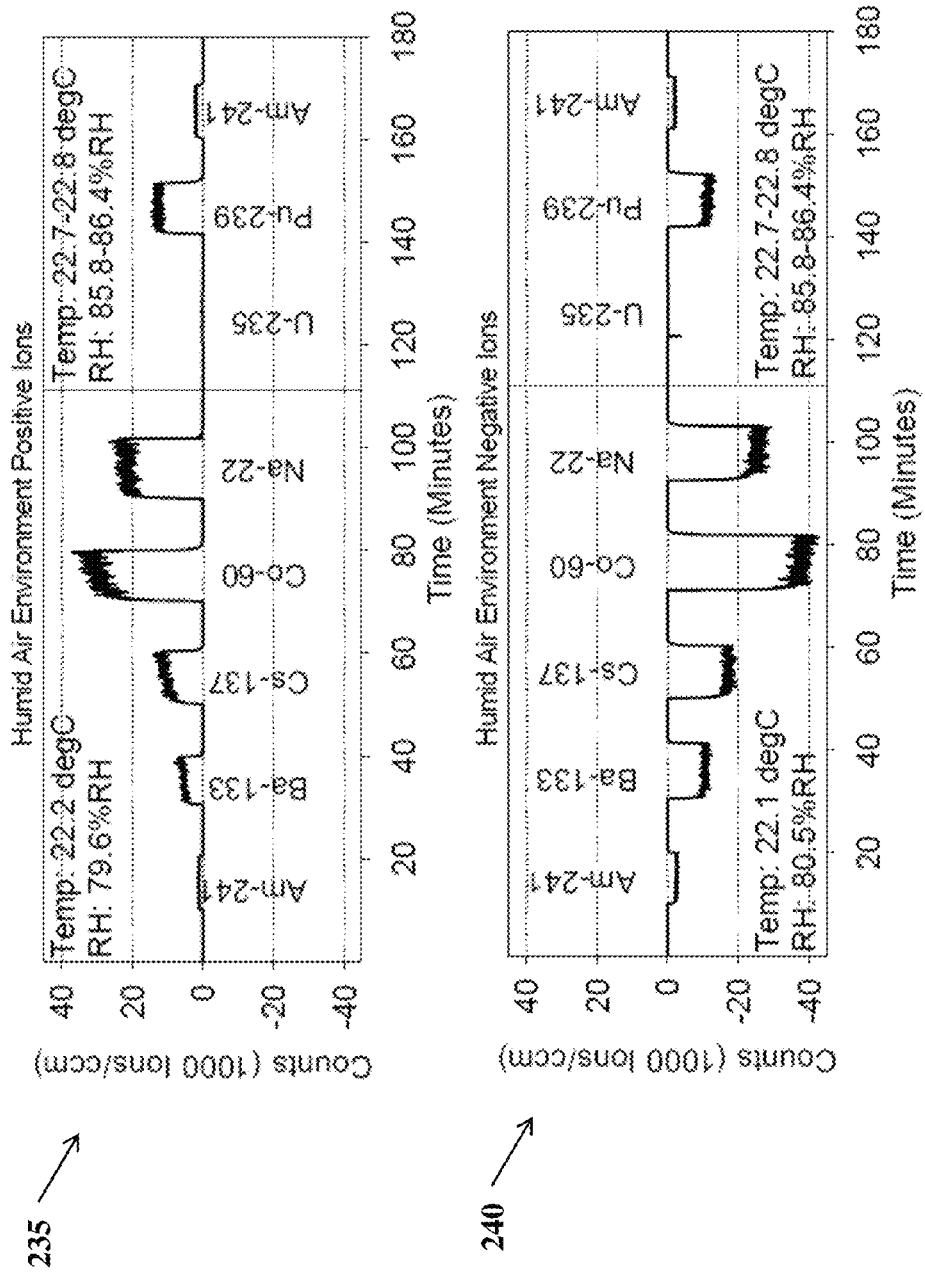 235
Humid Air Environment Positive Ions
Counts (1000 Ions/ccm)
40
20
0
-20
-40
Temp: 22.2 degC
RH: 79.6%RH
Temp: 22.7-22.8 degC
RH: 85.8-86.4%RH
Am-241
Ba-133
Cs-137
Co-60
Na-22
U-235
Pu-239
Am-241
20 40 60 80 100 120 140 160 180
Time (Minutes)
240
Humid Air Environment Negative Ions
Counts (1000 Ions/ccm)
40
20
0
-20
-40
Am-241
Ba-133
Cs-137
Co-60
Na-22
U-235
Pu-239
Am-241
Temp: 22.1 degC
RH: 80.5%RH
Temp: 22.7-22.8 degC
RH: 85.8-86.4%RH
20 40 60 80 100 120 140 160 180
Time (Minutes)